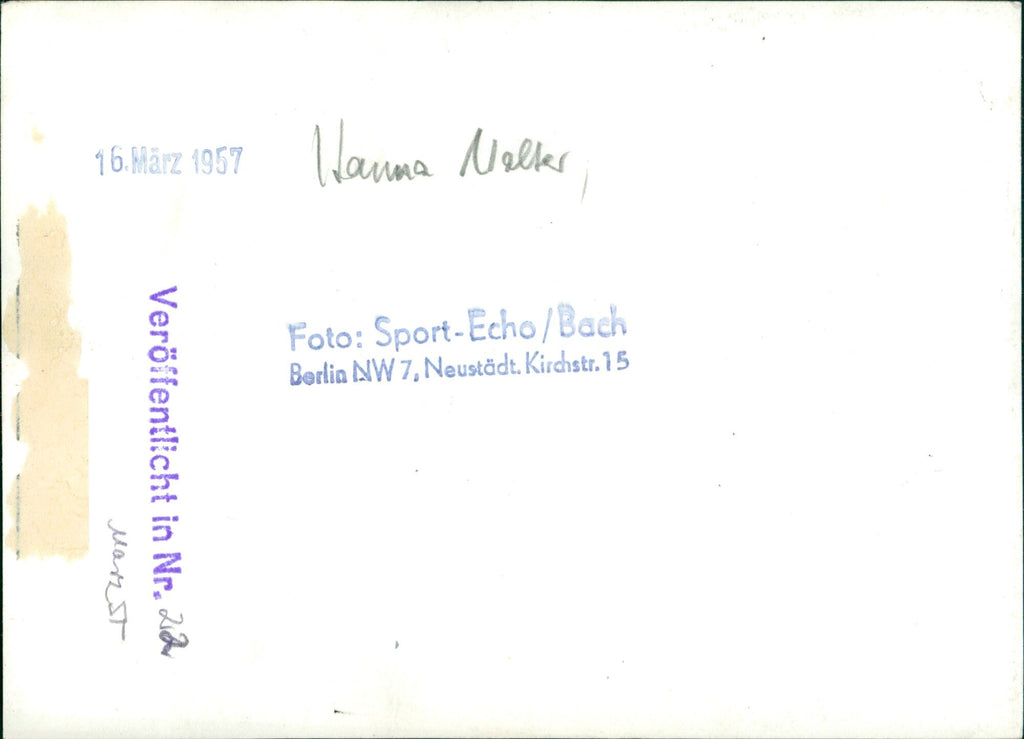 16. März 1957
Hanna Walter,
Foto: Sport-Echo/Bach
Berlin NW 7, Neustädt. Kirchstr. 15
Veröffentlicht in Nr. 22